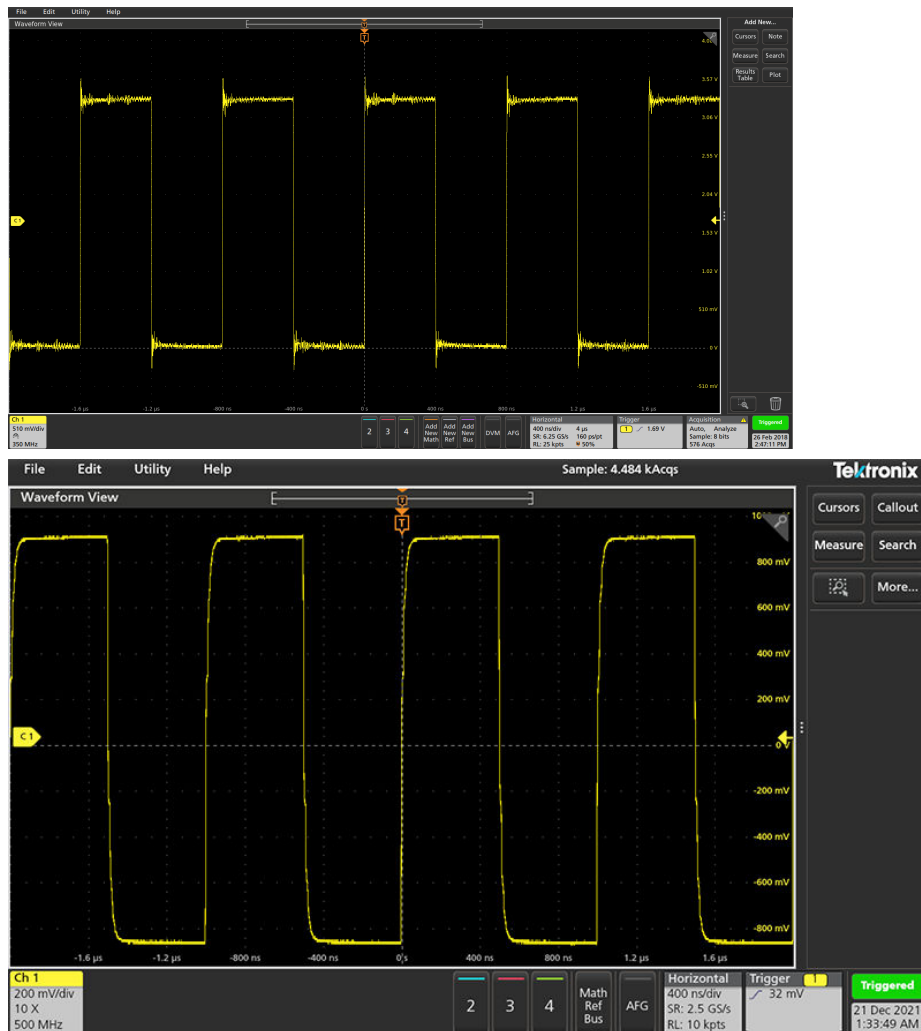 File Edit Utility Help
Waveform View
Add New...
Cursors Note
Measure Search
Results Table Plot
T
3.57 V
3.06 V
2.55 V
2.04 V
C 1
1.53 V
1.02 V
510 mV
0 V
-510 mV
-1.6 µs -1.2 µs -800 ns -400 ns 0 s 400 ns 800 ns 1.2 µs 1.6 µs
Ch 1
510 mV/div
350 MHz
2 3 4
Add New Math
Add New Ref
Add New Bus
DVM AFG
Horizontal
400 ns/div 4 µs
SR: 6.25 GS/s 160 ps/pt
RL: 25 kpts 50%
Trigger
1 1.69 V
Acquisition
Auto, Analyze
Sample: 8 bits
576 Acqs
Triggered
26 Feb 2018
2:47:11 PM
File Edit Utility Help Sample: 4.484 kAcqs Tektronix
Waveform View
Cursors Callout
Measure Search
More...
T
800 mV
600 mV
400 mV
200 mV
C 1
0 V
-200 mV
-400 mV
-600 mV
-800 mV
-1.6 µs -1.2 µs -800 ns -400 ns 0 s 400 ns 800 ns 1.2 µs 1.6 µs
Ch 1
200 mV/div
10 X
500 MHz
2 3 4
Math
Ref
Bus
AFG
Horizontal
400 ns/div
SR: 2.5 GS/s
RL: 10 kpts
Trigger 1
32 mV
Triggered
21 Dec 2021
1:33:49 AM